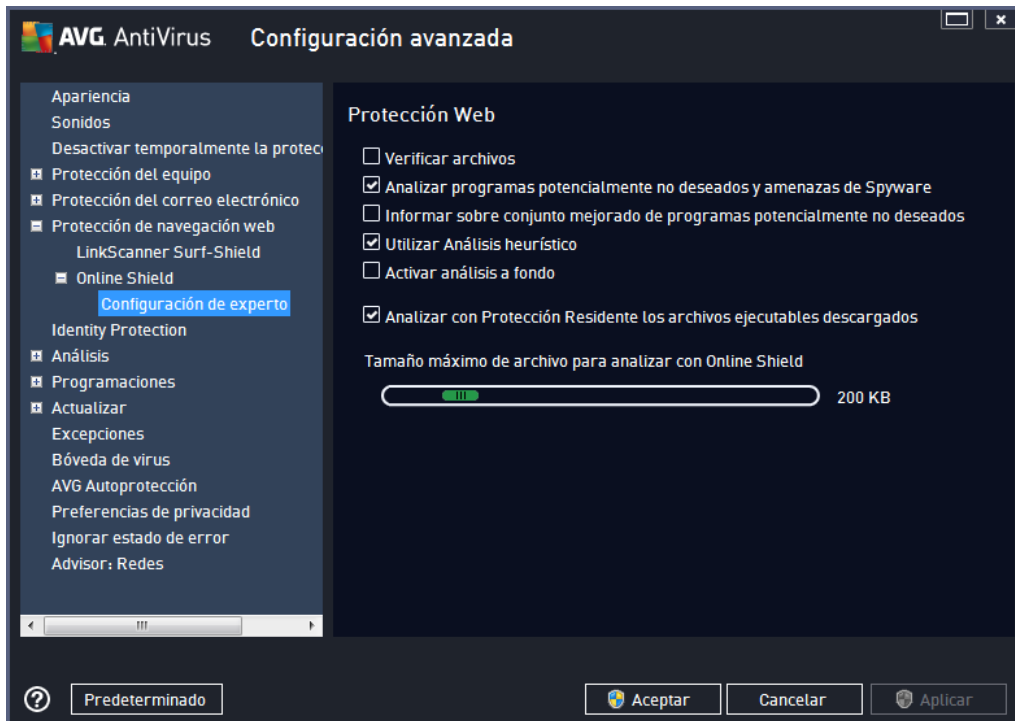 AVG. AntiVirus Configuración avanzada
Apariencia
Sonidos
Desactivar temporalmente la protec
Protección del equipo
Protección del correo electrónico
Protección de navegación web
LinkScanner Surf-Shield
Online Shield
Configuración de experto
Identity Protection
Análisis
Programaciones
Actualizar
Excepciones
Bóveda de virus
AVG Autoprotección
Preferencias de privacidad
Ignorar estado de error
Advisor: Redes
Protección Web
Verificar archivos
Analizar programas potencialmente no deseados y amenazas de Spyware
Informar sobre conjunto mejorado de programas potencialmente no deseados
Utilizar Análisis heurístico
Activar análisis a fondo
Analizar con Protección Residente los archivos ejecutables descargados
Tamaño máximo de archivo para analizar con Online Shield
200 KB
Predeterminado
Aceptar
Cancelar
Aplicar